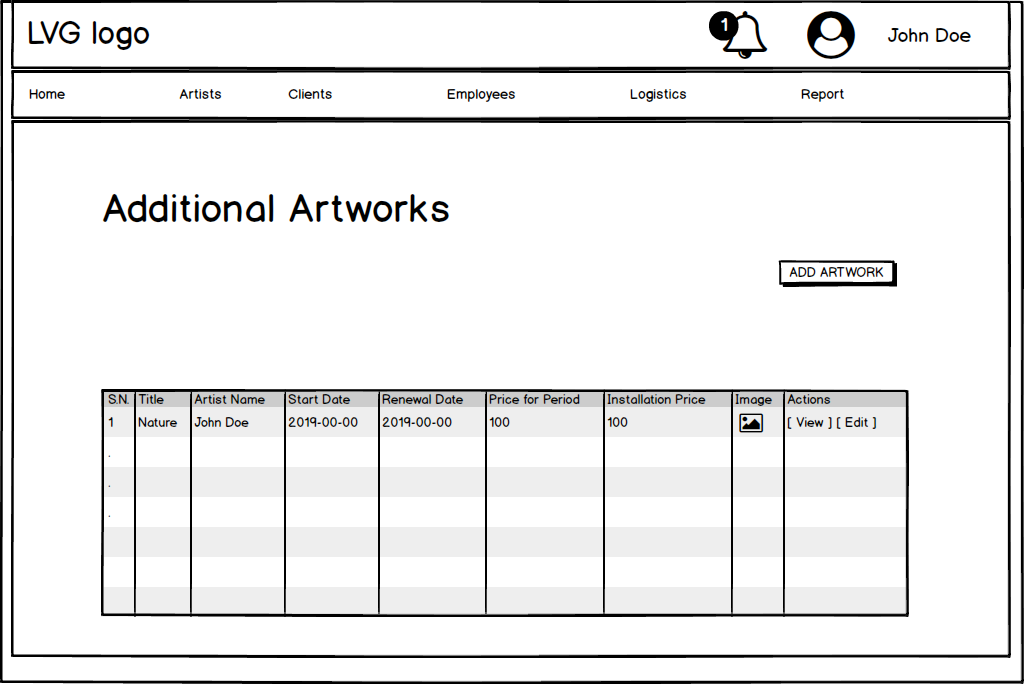 LVG logo 1 John Doe
Home Artists Clients Employees Logistics Report
Additional Artworks
ADD ARTWORK
S.N. Title Artist Name Start Date Renewal Date Price for Period Installation Price Image Actions
1 Nature John Doe 2019-00-00 2019-00-00 100 100 [ View ] [ Edit ]
.
.
.